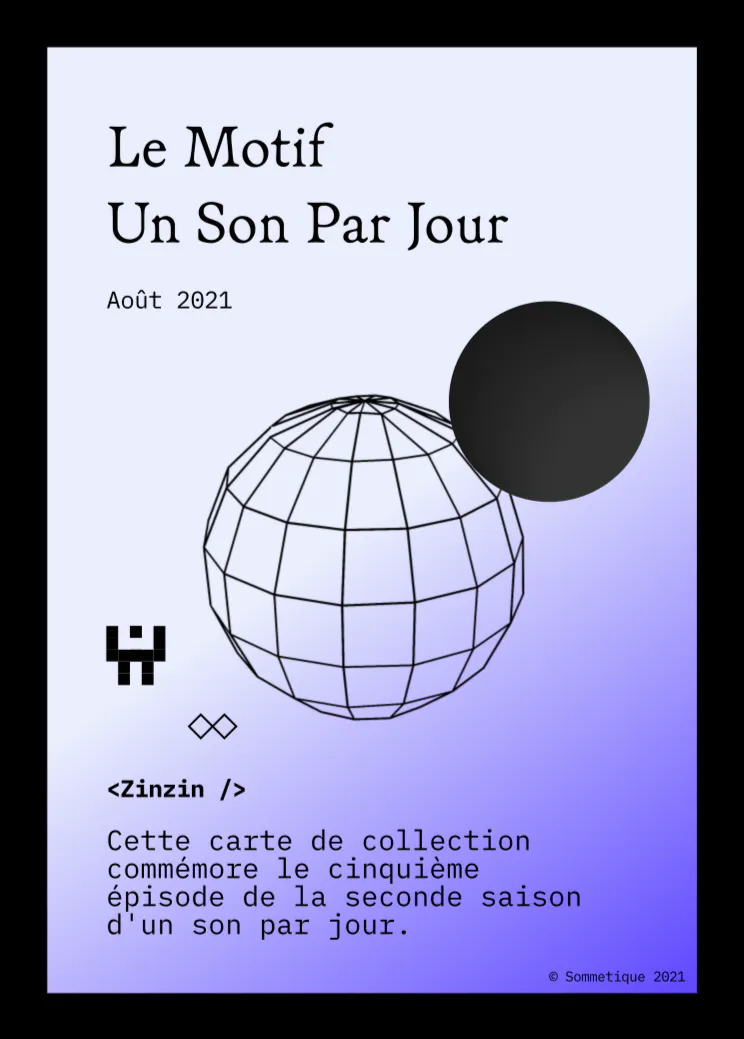 Le Motif
Un Son Par Jour
Août 2021
<Zinzin />
Cette carte de collection
commémore le cinquième
épisode de la seconde saison
d'un son par jour.
© Sommetique 2021